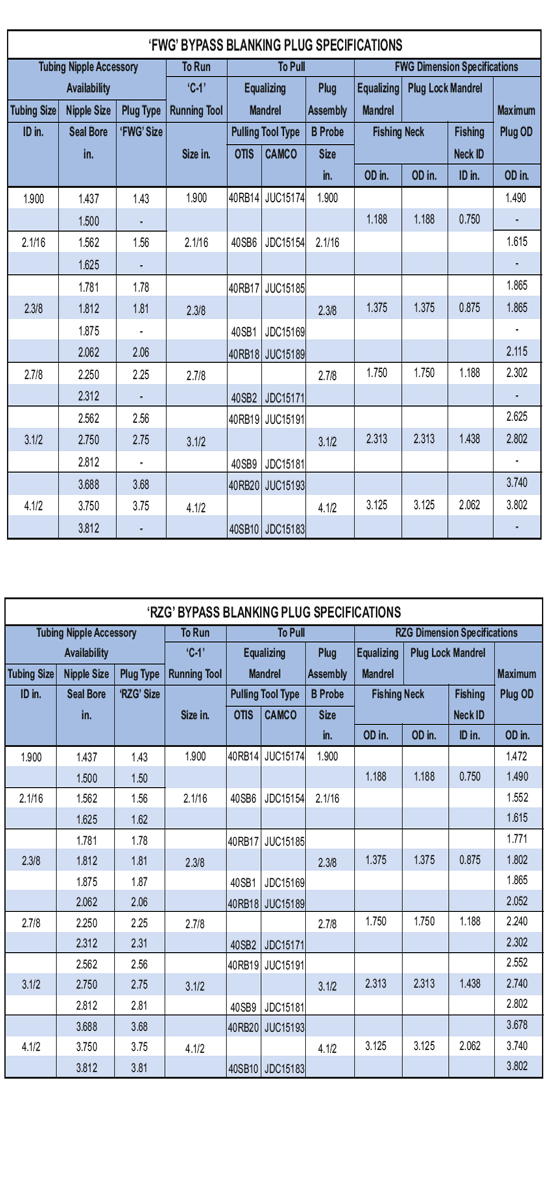 ‘FWG’ BYPASS BLANKING PLUG SPECIFICATIONS
Tubing Nipple Accessory To Run To Pull FWG Dimension Specifications
Availability ‘C-1’ Equalizing Plug Equalizing Plug Lock Mandrel
Tubing Size Nipple Size Plug Type Running Tool Mandrel Assembly Mandrel Maximum
ID in. Seal Bore ‘FWG’ Size Pulling Tool Type B Probe Fishing Neck Fishing Plug OD
in. Size in. OTIS CAMCO Size Neck ID
in. OD in. OD in. ID in. OD in.
1.900 1.437 1.43 1.900 40RB14 JUC15174 1.900 1.490
1.500 - 1.188 1.188 0.750 -
2.1/16 1.562 1.56 2.1/16 40SB6 JDC15154 2.1/16 1.615
1.625 - -
1.781 1.78 40RB17 JUC15185 1.865
2.3/8 1.812 1.81 2.3/8 2.3/8 1.375 1.375 0.875 1.865
1.875 - 40SB1 JDC15169 -
2.062 2.06 40RB18 JUC15189 2.115
2.7/8 2.250 2.25 2.7/8 2.7/8 1.750 1.750 1.188 2.302
2.312 - 40SB2 JDC15171 -
2.562 2.56 40RB19 JUC15191 2.625
3.1/2 2.750 2.75 3.1/2 3.1/2 2.313 2.313 1.438 2.802
2.812 - 40SB9 JDC15181 -
3.688 3.68 40RB20 JUC15193 3.740
4.1/2 3.750 3.75 4.1/2 4.1/2 3.125 3.125 2.062 3.802
3.812 - 40SB10 JDC15183 -
‘RZG’ BYPASS BLANKING PLUG SPECIFICATIONS
Tubing Nipple Accessory To Run To Pull RZG Dimension Specifications
Availability ‘C-1’ Equalizing Plug Equalizing Plug Lock Mandrel
Tubing Size Nipple Size Plug Type Running Tool Mandrel Assembly Mandrel Maximum
ID in. Seal Bore ‘RZG’ Size Pulling Tool Type B Probe Fishing Neck Fishing Plug OD
in. Size in. OTIS CAMCO Size Neck ID
in. OD in. OD in. ID in. OD in.
1.900 1.437 1.43 1.900 40RB14 JUC15174 1.900 1.472
1.500 1.50 1.188 1.188 0.750 1.490
2.1/16 1.562 1.56 2.1/16 40SB6 JDC15154 2.1/16 1.552
1.625 1.62 1.615
1.781 1.78 40RB17 JUC15185 1.771
2.3/8 1.812 1.81 2.3/8 2.3/8 1.375 1.375 0.875 1.802
1.875 1.87 40SB1 JDC15169 1.865
2.062 2.06 40RB18 JUC15189 2.052
2.7/8 2.250 2.25 2.7/8 2.7/8 1.750 1.750 1.188 2.240
2.312 2.31 40SB2 JDC15171 2.302
2.562 2.56 40RB19 JUC15191 2.552
3.1/2 2.750 2.75 3.1/2 3.1/2 2.313 2.313 1.438 2.740
2.812 2.81 40SB9 JDC15181 2.802
3.688 3.68 40RB20 JUC15193 3.678
4.1/2 3.750 3.75 4.1/2 4.1/2 3.125 3.125 2.062 3.740
3.812 3.81 40SB10 JDC15183 3.802